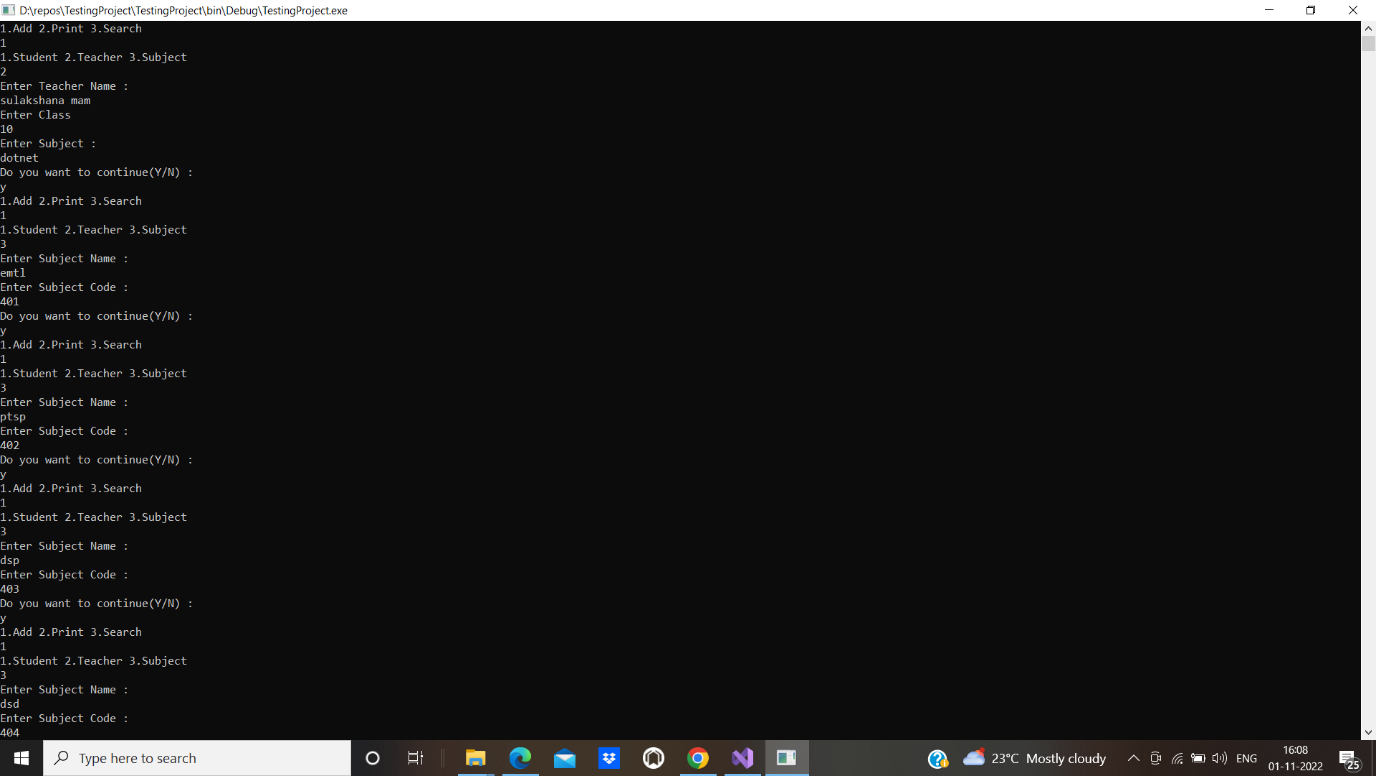 D:\repos\TestingProject\TestingProject\bin\Debug\TestingProject.exe
1.Add 2.Print 3.Search
1
1.Student 2.Teacher 3.Subject
2
Enter Teacher Name :
sulakshana mam
Enter Class
10
Enter Subject :
dotnet
Do you want to continue(Y/N) :
y
1.Add 2.Print 3.Search
1
1.Student 2.Teacher 3.Subject
3
Enter Subject Name :
emtl
Enter Subject Code :
401
Do you want to continue(Y/N) :
y
1.Add 2.Print 3.Search
1
1.Student 2.Teacher 3.Subject
3
Enter Subject Name :
ptsp
Enter Subject Code :
402
Do you want to continue(Y/N) :
y
1.Add 2.Print 3.Search
1
1.Student 2.Teacher 3.Subject
3
Enter Subject Name :
dsp
Enter Subject Code :
403
Do you want to continue(Y/N) :
y
1.Add 2.Print 3.Search
1
1.Student 2.Teacher 3.Subject
3
Enter Subject Name :
dsd
Enter Subject Code :
404
Type here to search
23°C Mostly cloudy
ENG
16:08
01-11-2022
25